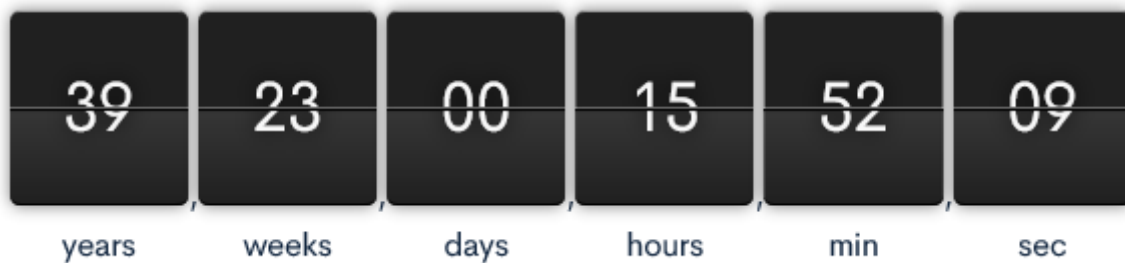 39 23 00 15 52 09
, , , , ,
years weeks days hours min sec